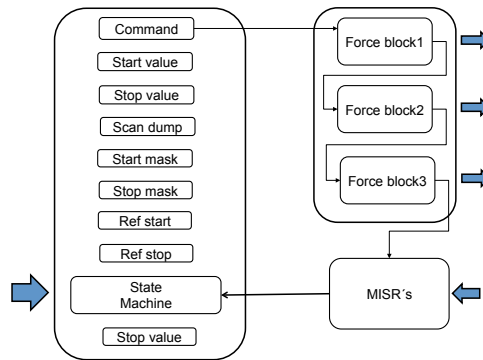 Command
Start value
Stop value
Scan dump
Start mask
Stop mask
Ref start
Ref stop
State
Machine
Stop value
Force block1
Force block2
Force block3
MISR´s